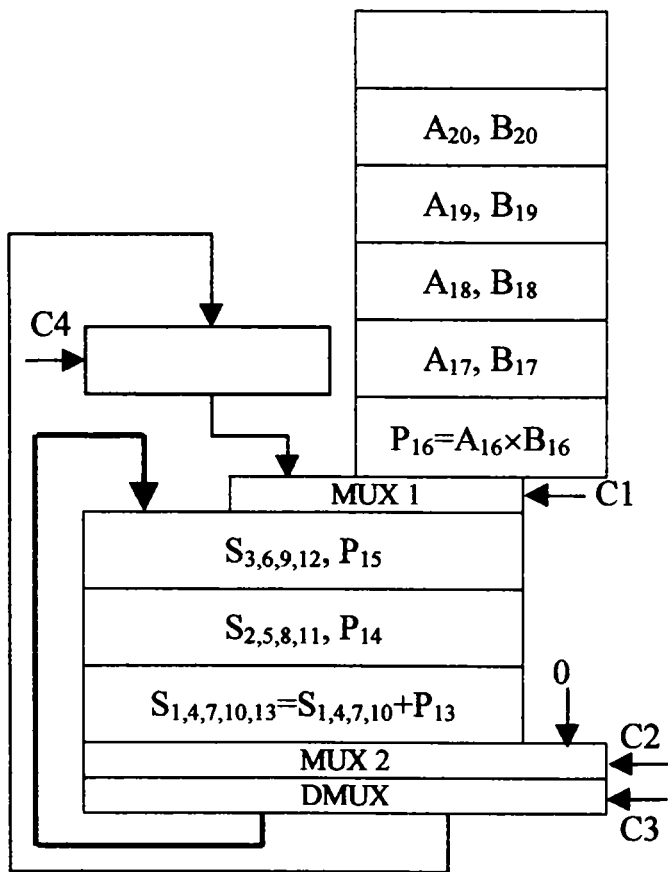 A₂₀, B₂₀
A₁₉, B₁₉
A₁₈, B₁₈
C4
A₁₇, B₁₇
P₁₆=A₁₆×B₁₆
MUX 1
C1
S₃,₆,₉,₁₂, P₁₅
S₂,₅,₈,₁₁, P₁₄
0
S₁,₄,₇,₁₀,₁₃=S₁,₄,₇,₁₀+P₁₃
C2
MUX 2
DMUX
C3